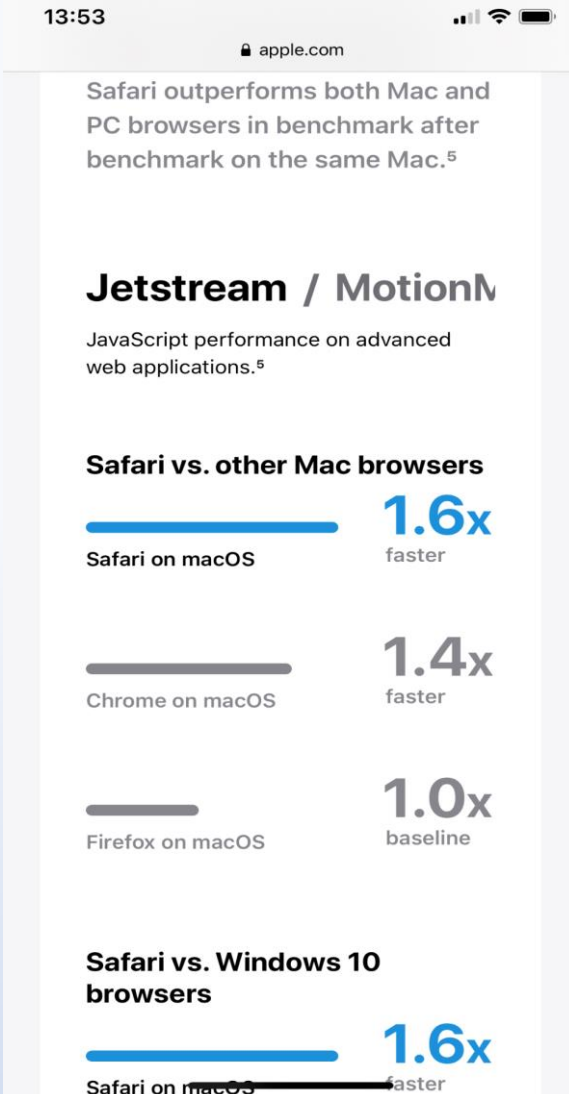 13:53
apple.com
Safari outperforms both Mac and
PC browsers in benchmark after
benchmark on the same Mac.⁵
Jetstream / MotionM
JavaScript performance on advanced
web applications.⁵
Safari vs. other Mac browsers
1.6x
faster
Safari on macOS
1.4x
faster
Chrome on macOS
1.0x
baseline
Firefox on macOS
Safari vs. Windows 10
browsers
1.6x
faster
Safari on macOS